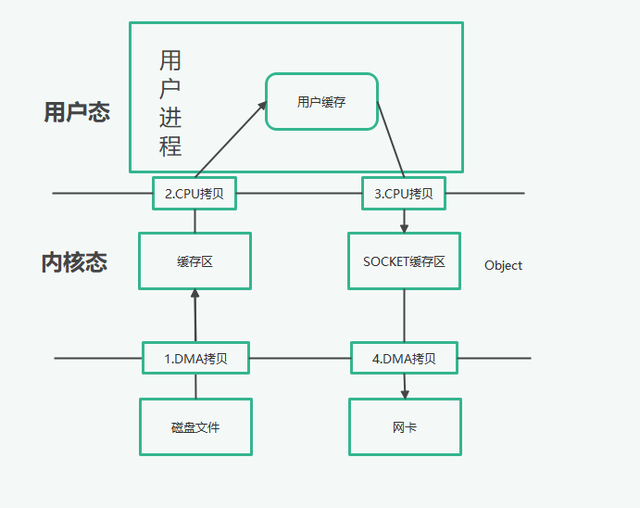 用
户
进
程
用户缓存
用户态
2.CPU拷贝
3.CPU拷贝
内核态
缓存区
SOCKET缓存区
Object
1.DMA拷贝
4.DMA拷贝
磁盘文件
网卡